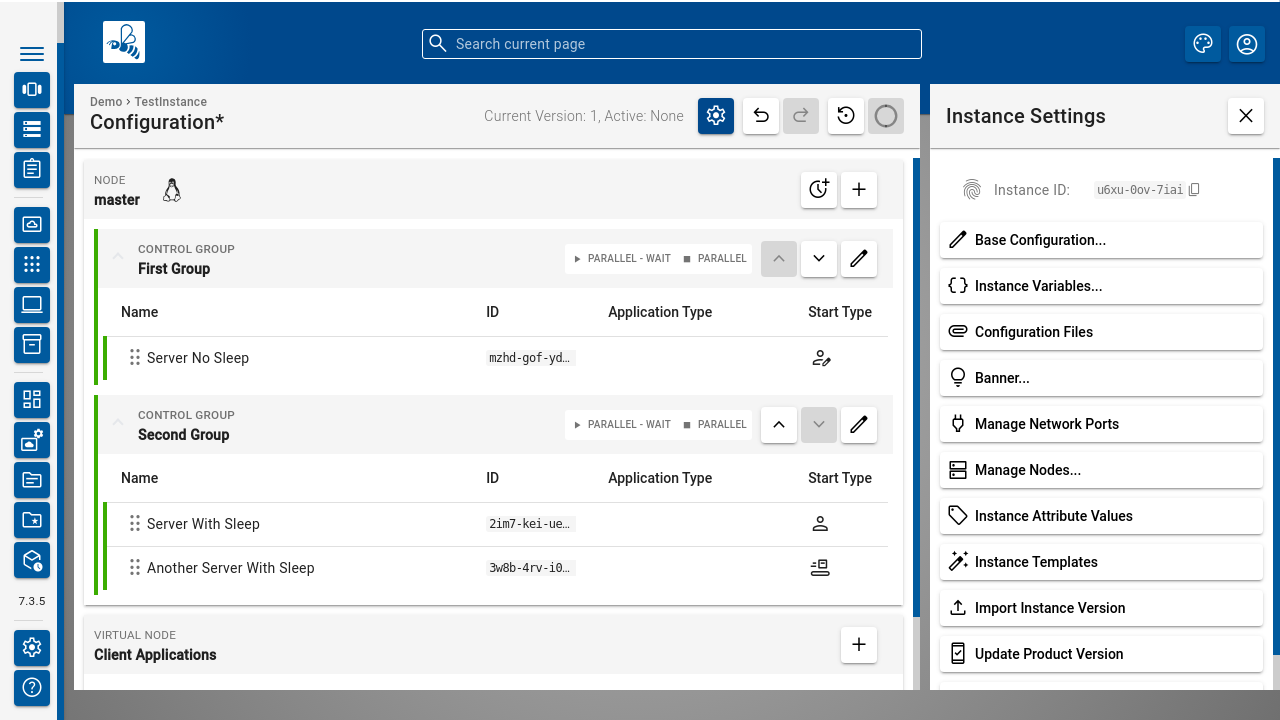 Search current page
Demo › TestInstance
Configuration*
Current Version: 1, Active: None
NODE
master
CONTROL GROUP
First Group
PARALLEL - WAIT PARALLEL
Name ID Application Type Start Type
Server No Sleep mzhd-gof-yd…
CONTROL GROUP
Second Group
PARALLEL - WAIT PARALLEL
Name ID Application Type Start Type
Server With Sleep 2im7-kei-ue…
Another Server With Sleep 3w8b-4rv-i0…
VIRTUAL NODE
Client Applications
7.3.5
Instance Settings
Instance ID: u6xu-0ov-7iai
Base Configuration...
Instance Variables...
Configuration Files
Banner...
Manage Network Ports
Manage Nodes...
Instance Attribute Values
Instance Templates
Import Instance Version
Update Product Version